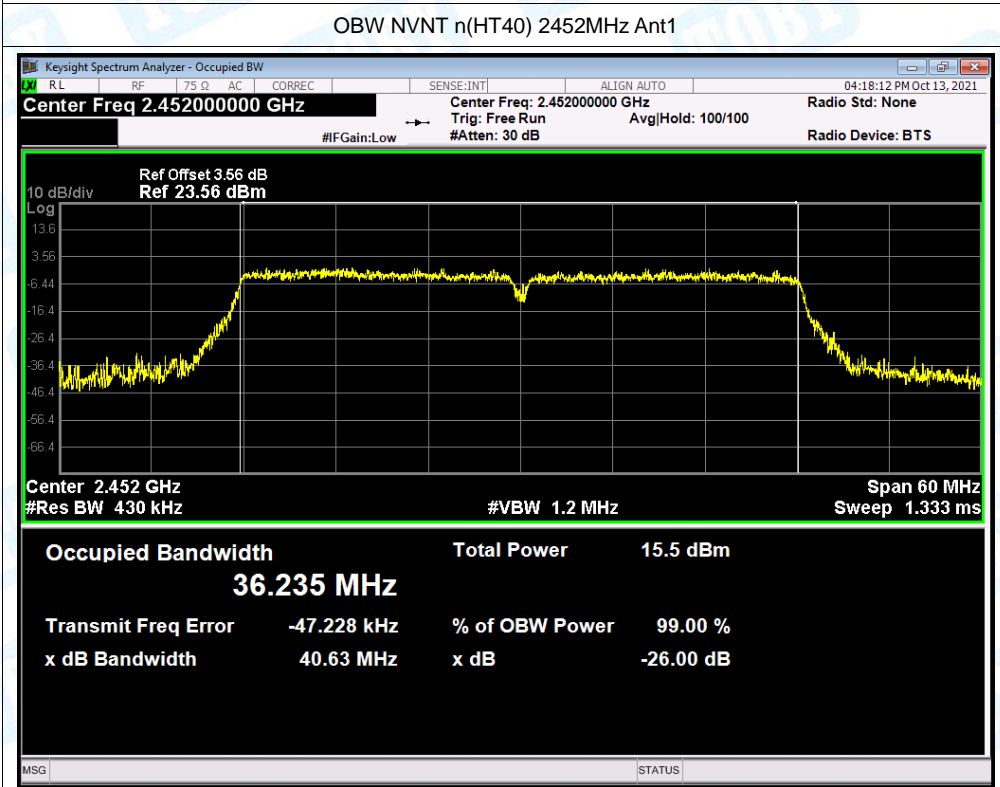 OBW NVNT n(HT40) 2452MHz Ant1
Keysight Spectrum Analyzer - Occupied BW
LXI RL RF 75 Ω AC CORREC SENSE:INT ALIGN AUTO 04:18:12 PM Oct 13, 2021
Center Freq 2.452000000 GHz Center Freq: 2.452000000 GHz Radio Std: None
Trig: Free Run Avg|Hold: 100/100
#IFGain:Low #Atten: 30 dB Radio Device: BTS
Ref Offset 3.56 dB
10 dB/div Ref 23.56 dBm
Log
13.6
3.56
-6.44
-16.4
-26.4
-36.4
-46.4
-56.4
-66.4
Center 2.452 GHz Span 60 MHz
#Res BW 430 kHz #VBW 1.2 MHz Sweep 1.333 ms
Occupied Bandwidth Total Power 15.5 dBm
36.235 MHz
Transmit Freq Error -47.228 kHz % of OBW Power 99.00 %
x dB Bandwidth 40.63 MHz x dB -26.00 dB
MSG STATUS